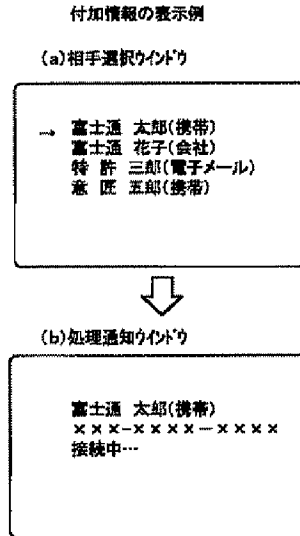 付加情報の表示例
(a)相手選択ウインドウ
→ 富士通 太郎(携帯)
富士通 花子(会社)
特 許 三郎(電子メール)
意 匠 五郎(携帯)
(b)処理通知ウインドウ
富士通 太郎(携帯)
×××-××××-××××
接続中…